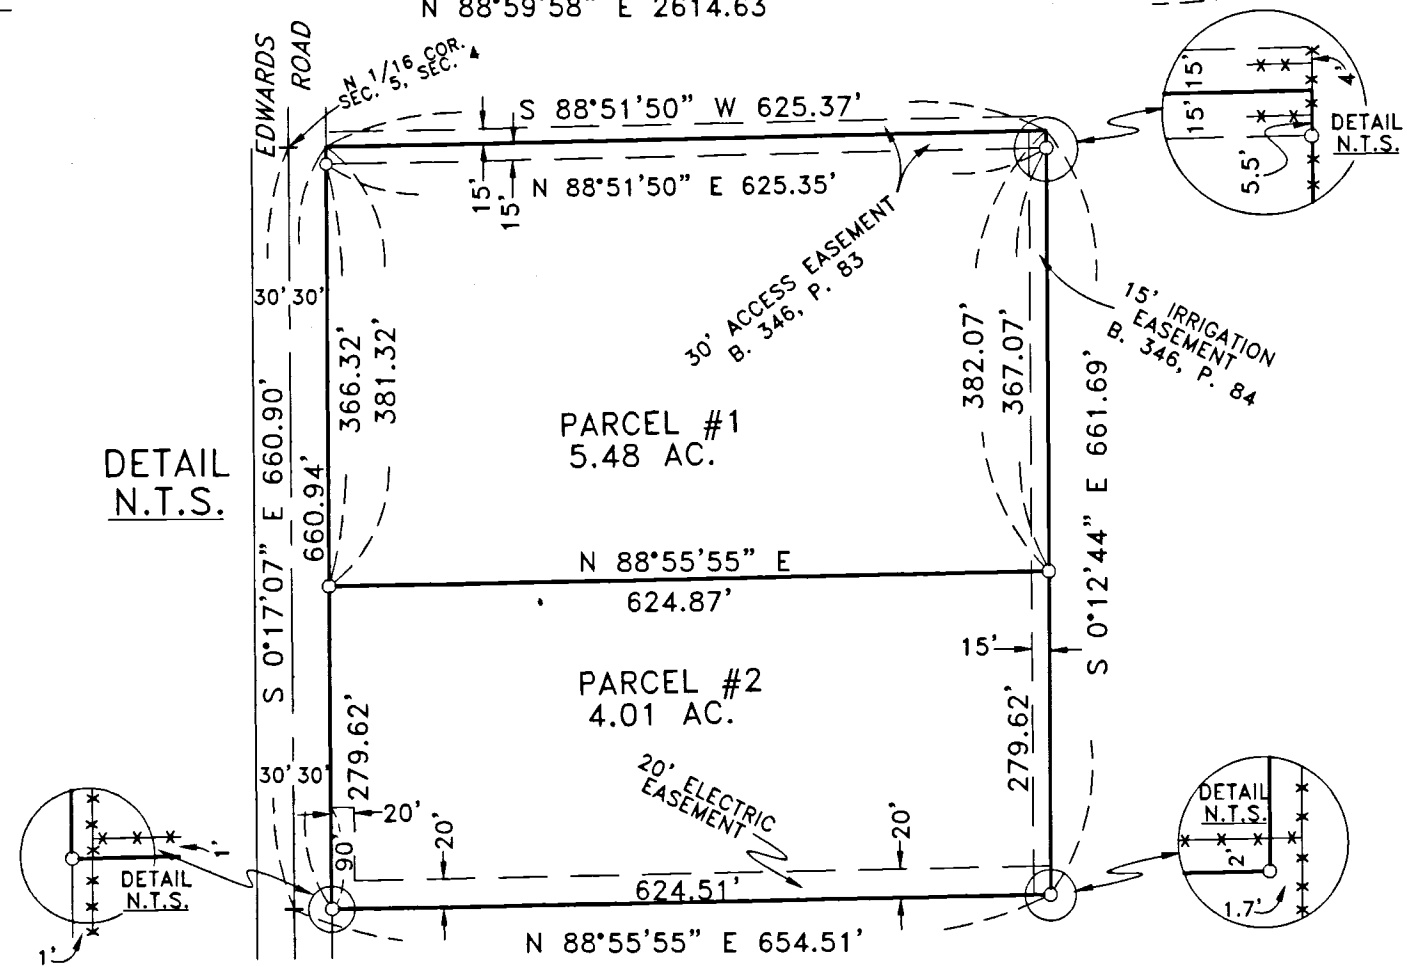 N 88°59'58" E 2614.63'
EDWARDS
ROAD
N 1/16 COR.
SEC. 5, SEC. 4
S 88°51'50" W 625.37'
N 88°51'50" E 625.35'
15'
15'
15'
15'
4'
5.5'
DETAIL
N.T.S.
30' ACCESS EASEMENT
B. 346, P. 83
15' IRRIGATION
EASEMENT
B. 346, P. 84
30' 30'
366.32'
381.32'
382.07'
367.07'
S 0°17'07" E 660.90'
660.94'
S 0°12'44" E 661.69'
PARCEL #1
5.48 AC.
DETAIL
N.T.S.
N 88°55'55" E
624.87'
15'
PARCEL #2
4.01 AC.
279.62'
279.62'
30' 30'
20' ELECTRIC
EASEMENT
20'
90'
20'
20'
624.51'
N 88°55'55" E 654.51'
1'
DETAIL
N.T.S.
1'
DETAIL
N.T.S.
2'
1.7'